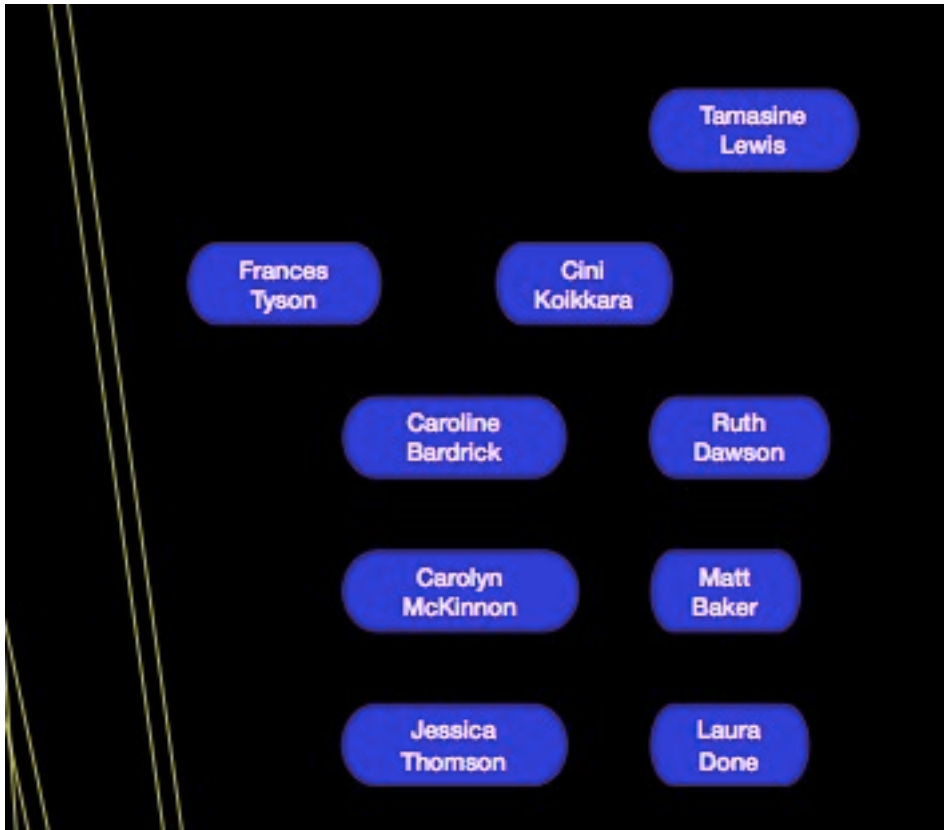 Tamasine
Lewis
Frances
Tyson
Cini
Koikkara
Caroline
Bardrick
Ruth
Dawson
Carolyn
McKinnon
Matt
Baker
Jessica
Thomson
Laura
Done